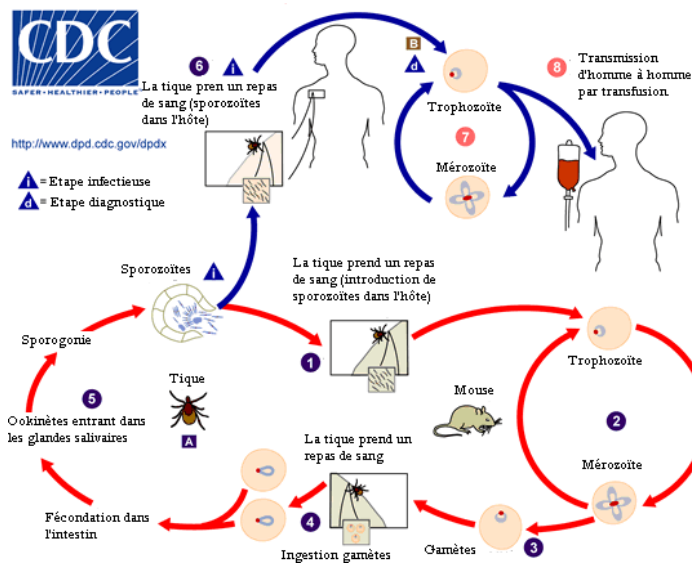 CDC
SAFER•HEALTHIER•PEOPLE
http://www.dpd.cdc.gov/dpdx
i = Etape infectieuse
d = Etape diagnostique
6
i
La tique pren un repas
de sang (sporozoïtes
dans l'hôte)
B
d
Trophozoïte
7
Mérozoïte
8
Transmission
d'homme à homme
par transfusion.
Sporozoïtes
i
La tique prend un repas
de sang (introduction de
sporozoïtes dans l'hôte)
1
Sporogonie
Trophozoïte
Tique
A
Mouse
2
5
Ookinètes entrant dans
les glandes salivaires
La tique prend un
repas de sang
Mérozoïte
4
Fécondation dans
l'intestin
Ingestion gamètes
Gamètes
3